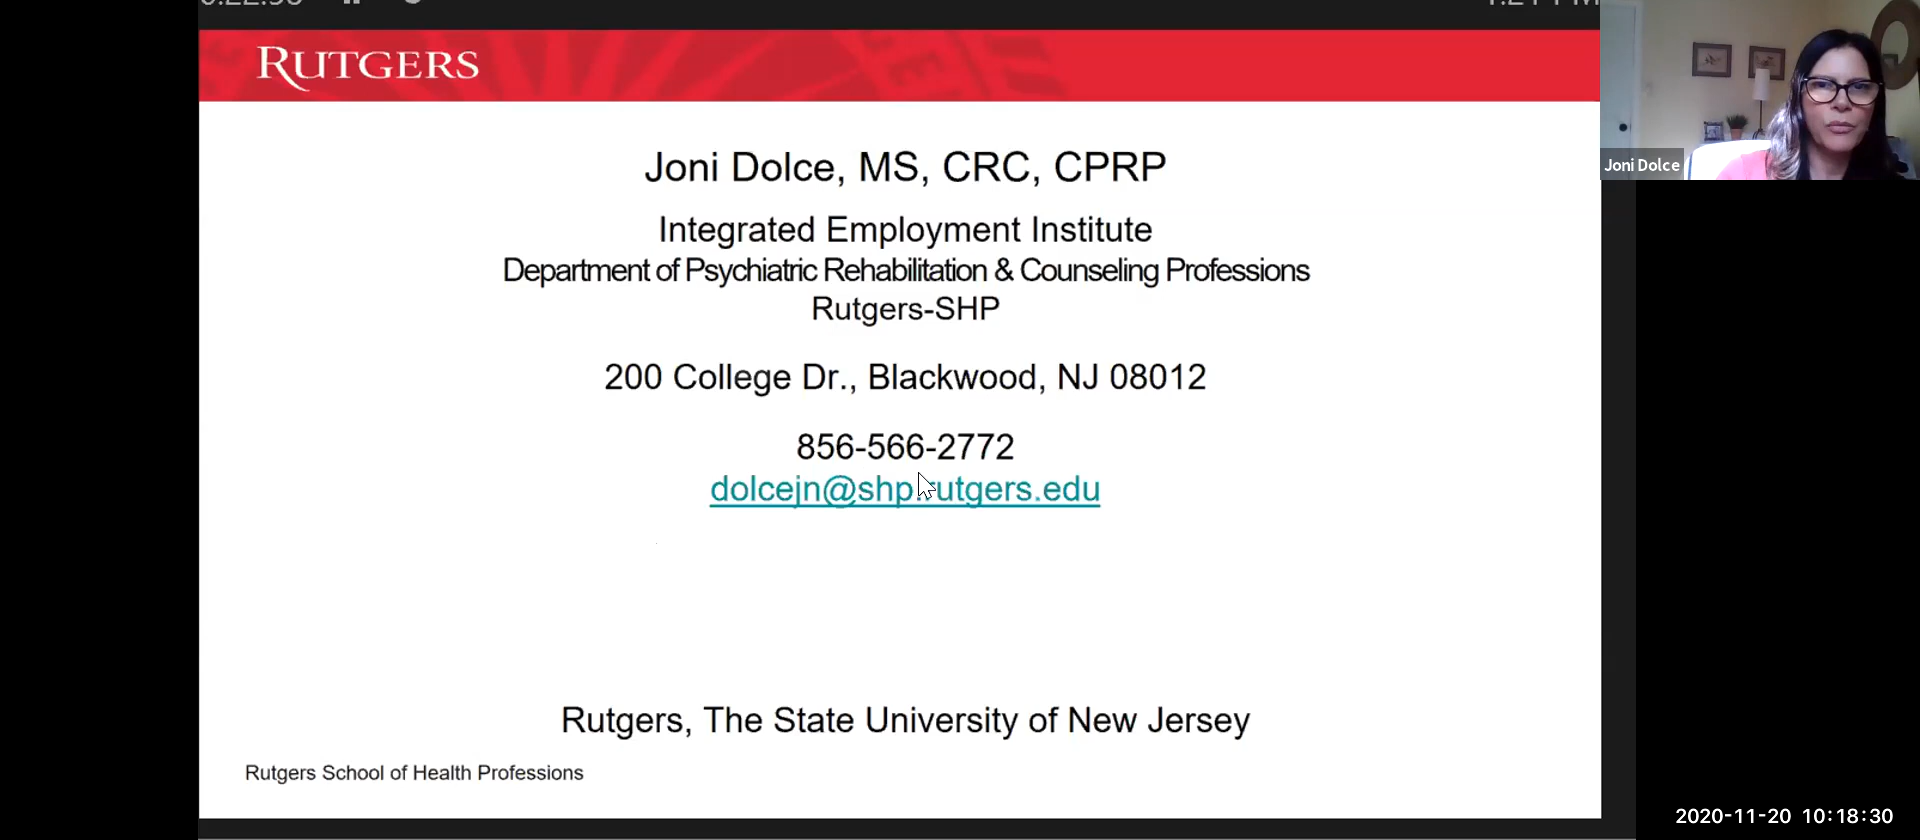 RUTGERS
Joni Dolce, MS, CRC, CPRP
Integrated Employment Institute
Department of Psychiatric Rehabilitation & Counseling Professions
Rutgers-SHP
200 College Dr., Blackwood, NJ 08012
856-566-2772
dolcejn@shp.rutgers.edu
Rutgers, The State University of New Jersey
Rutgers School of Health Professions
Joni Dolce
2020-11-20 10:18:30